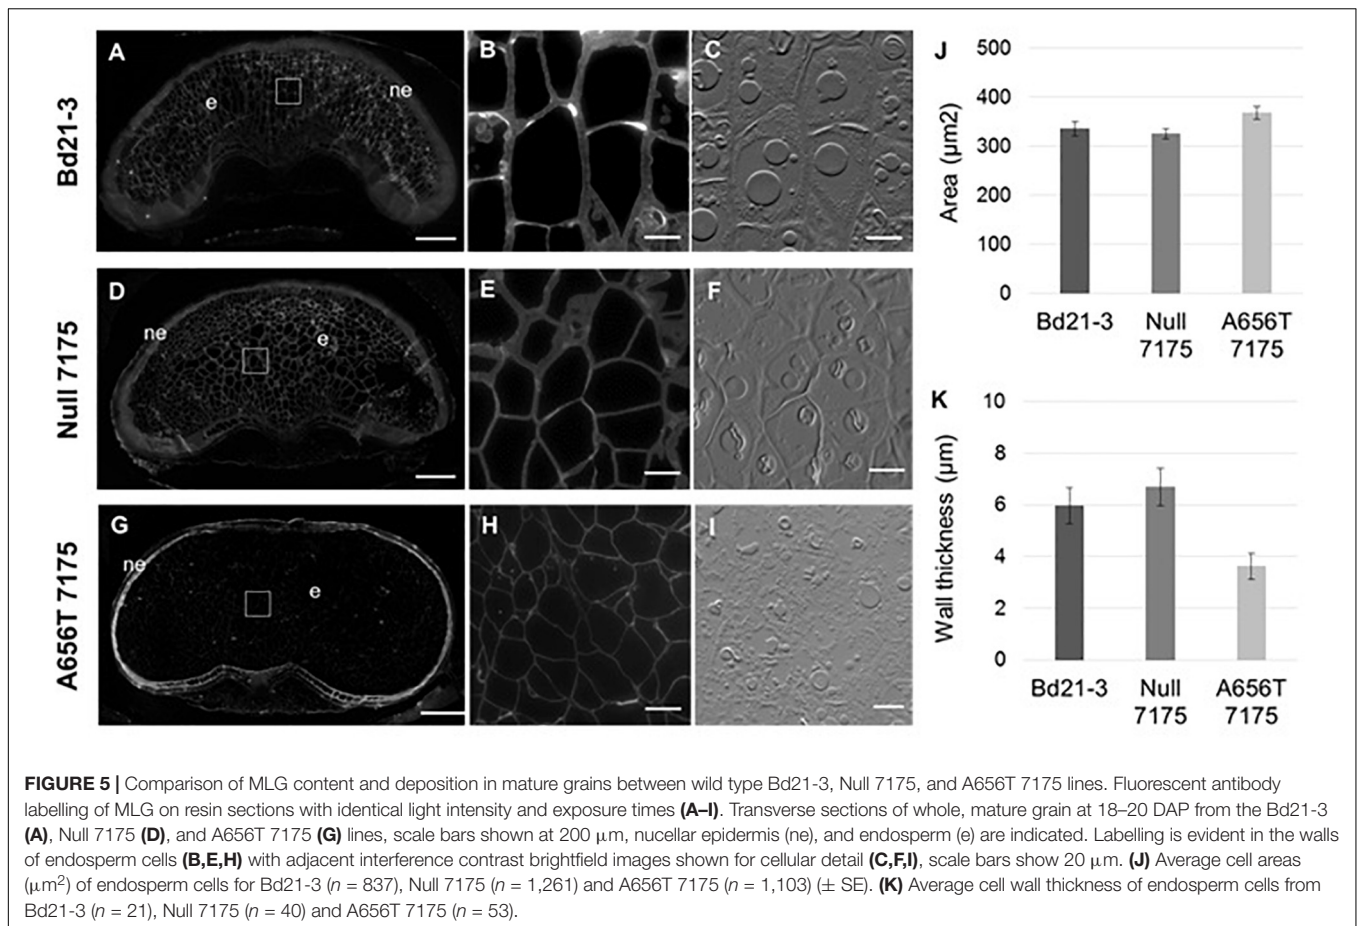 Bd21-3
A
e
ne
B
C
Null 7175
D
ne
e
E
F
A656T 7175
G
ne
e
H
I
J
Area (µm2)
500
400
300
200
100
0
Bd21-3
Null
7175
A656T
7175
K
Wall thickness (µm)
10
8
6
4
2
0
Bd21-3
Null
7175
A656T
7175
FIGURE 5 | Comparison of MLG content and deposition in mature grains between wild type Bd21-3, Null 7175, and A656T 7175 lines. Fluorescent antibody
labelling of MLG on resin sections with identical light intensity and exposure times (A–I). Transverse sections of whole, mature grain at 18–20 DAP from the Bd21-3
(A), Null 7175 (D), and A656T 7175 (G) lines, scale bars shown at 200 µm, nucellar epidermis (ne), and endosperm (e) are indicated. Labelling is evident in the walls
of endosperm cells (B,E,H) with adjacent interference contrast brightfield images shown for cellular detail (C,F,I), scale bars show 20 µm. (J) Average cell areas
(µm²) of endosperm cells for Bd21-3 (n = 837), Null 7175 (n = 1,261) and A656T 7175 (n = 1,103) (± SE). (K) Average cell wall thickness of endosperm cells from
Bd21-3 (n = 21), Null 7175 (n = 40) and A656T 7175 (n = 53).